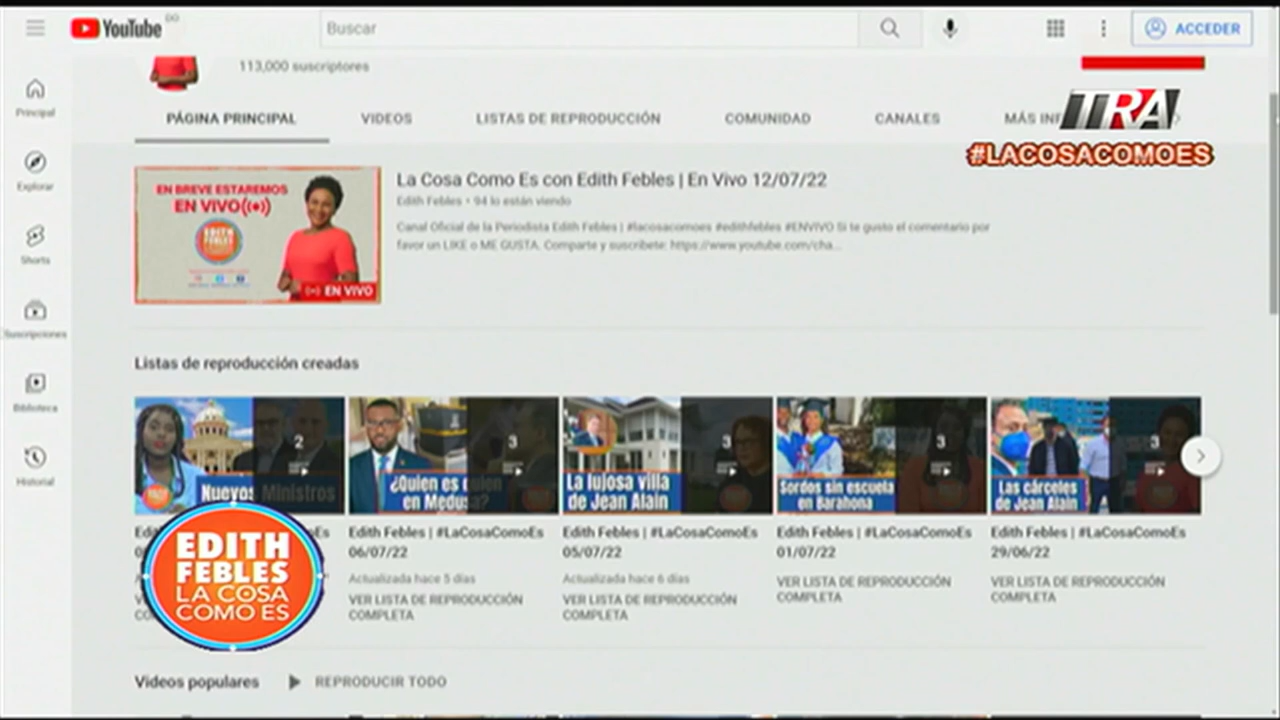 YouTube DO
Buscar
ACCEDER
113,000 suscriptores
Principal
Explorar
Shorts
Suscripciones
Biblioteca
Historial
PÁGINA PRINCIPAL
VIDEOS
LISTAS DE REPRODUCCIÓN
COMUNIDAD
CANALES
MÁS INF
TRA
#LACOSACOMOES
EN BREVE ESTAREMOS
EN VIVO
EDITH
FEBLES
EN VIVO
La Cosa Como Es con Edith Febles | En Vivo 12/07/22
Edith Febles • 94 lo están viendo
Canal Oficial de la Periodista Edith Febles | #lacosacomoes #edithfebles #ENVIVO Si te gusto el comentario por
favor un LIKE o ME GUSTA. Comparte y suscribete: https://www.youtube.com/cha...
Listas de reproducción creadas
2
Nuevos Ministros
3
¿Quien es quien
en Medusa?
3
La lujosa villa
de Jean Alain
3
Sordos sin escuela
en Barahona
3
Las cárceles
de Jean Alain
Edith Febles | #LaCosaComoEs
06/07/22
Actualizada hace 5 días
VER LISTA DE REPRODUCCIÓN
COMPLETA
Edith Febles | #LaCosaComoEs
05/07/22
Actualizada hace 6 días
VER LISTA DE REPRODUCCIÓN
COMPLETA
Edith Febles | #LaCosaComoEs
01/07/22
VER LISTA DE REPRODUCCIÓN
COMPLETA
Edith Febles | #LaCosaComoEs
29/06/22
VER LISTA DE REPRODUCCIÓN
COMPLETA
EDITH
FEBLES
LA COSA
COMO ES
Videos populares
REPRODUCIR TODO